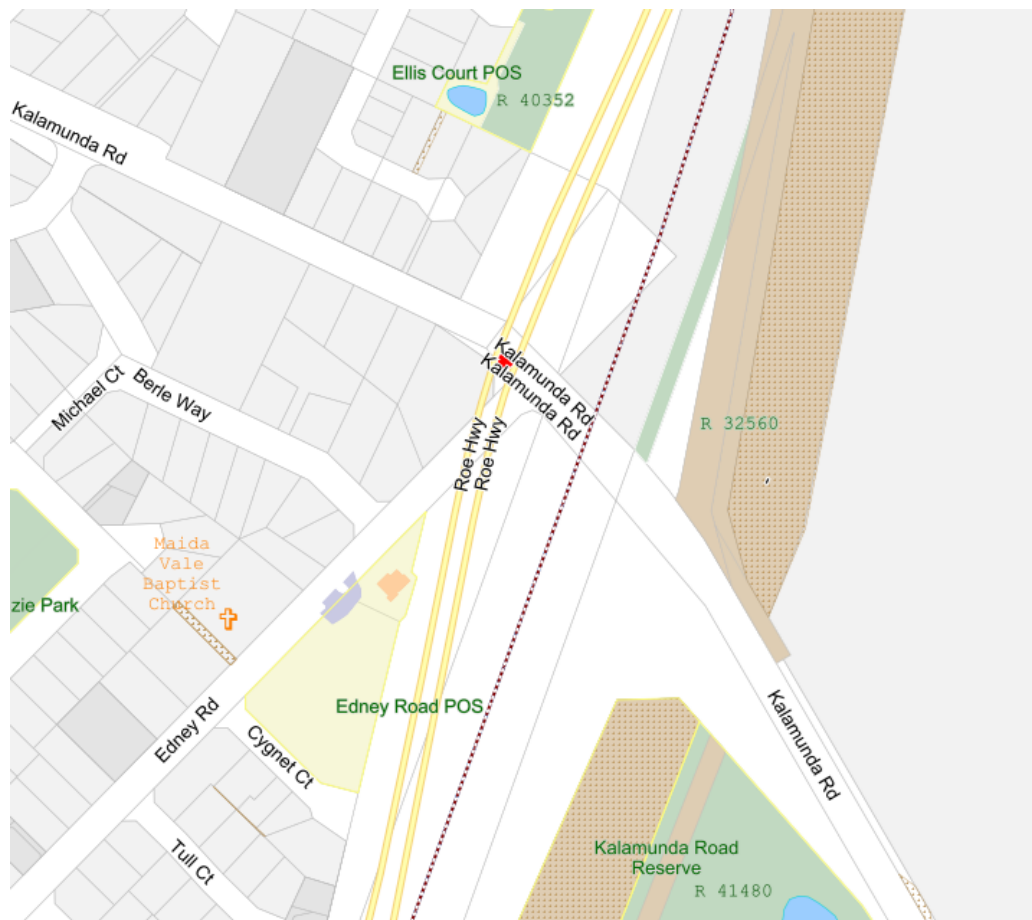 Ellis Court POS
R 40352
Kalamunda Rd
Kalamunda Rd
Kalamunda Rd
Michael Ct
Berle Way
Roe Hwy
Roe Hwy
R 32560
Maida
Vale
Baptist
Church
zie Park
Edney Road POS
Edney Rd
Cygnet Ct
Kalamunda Rd
Tull Ct
Kalamunda Road
Reserve
R 41480